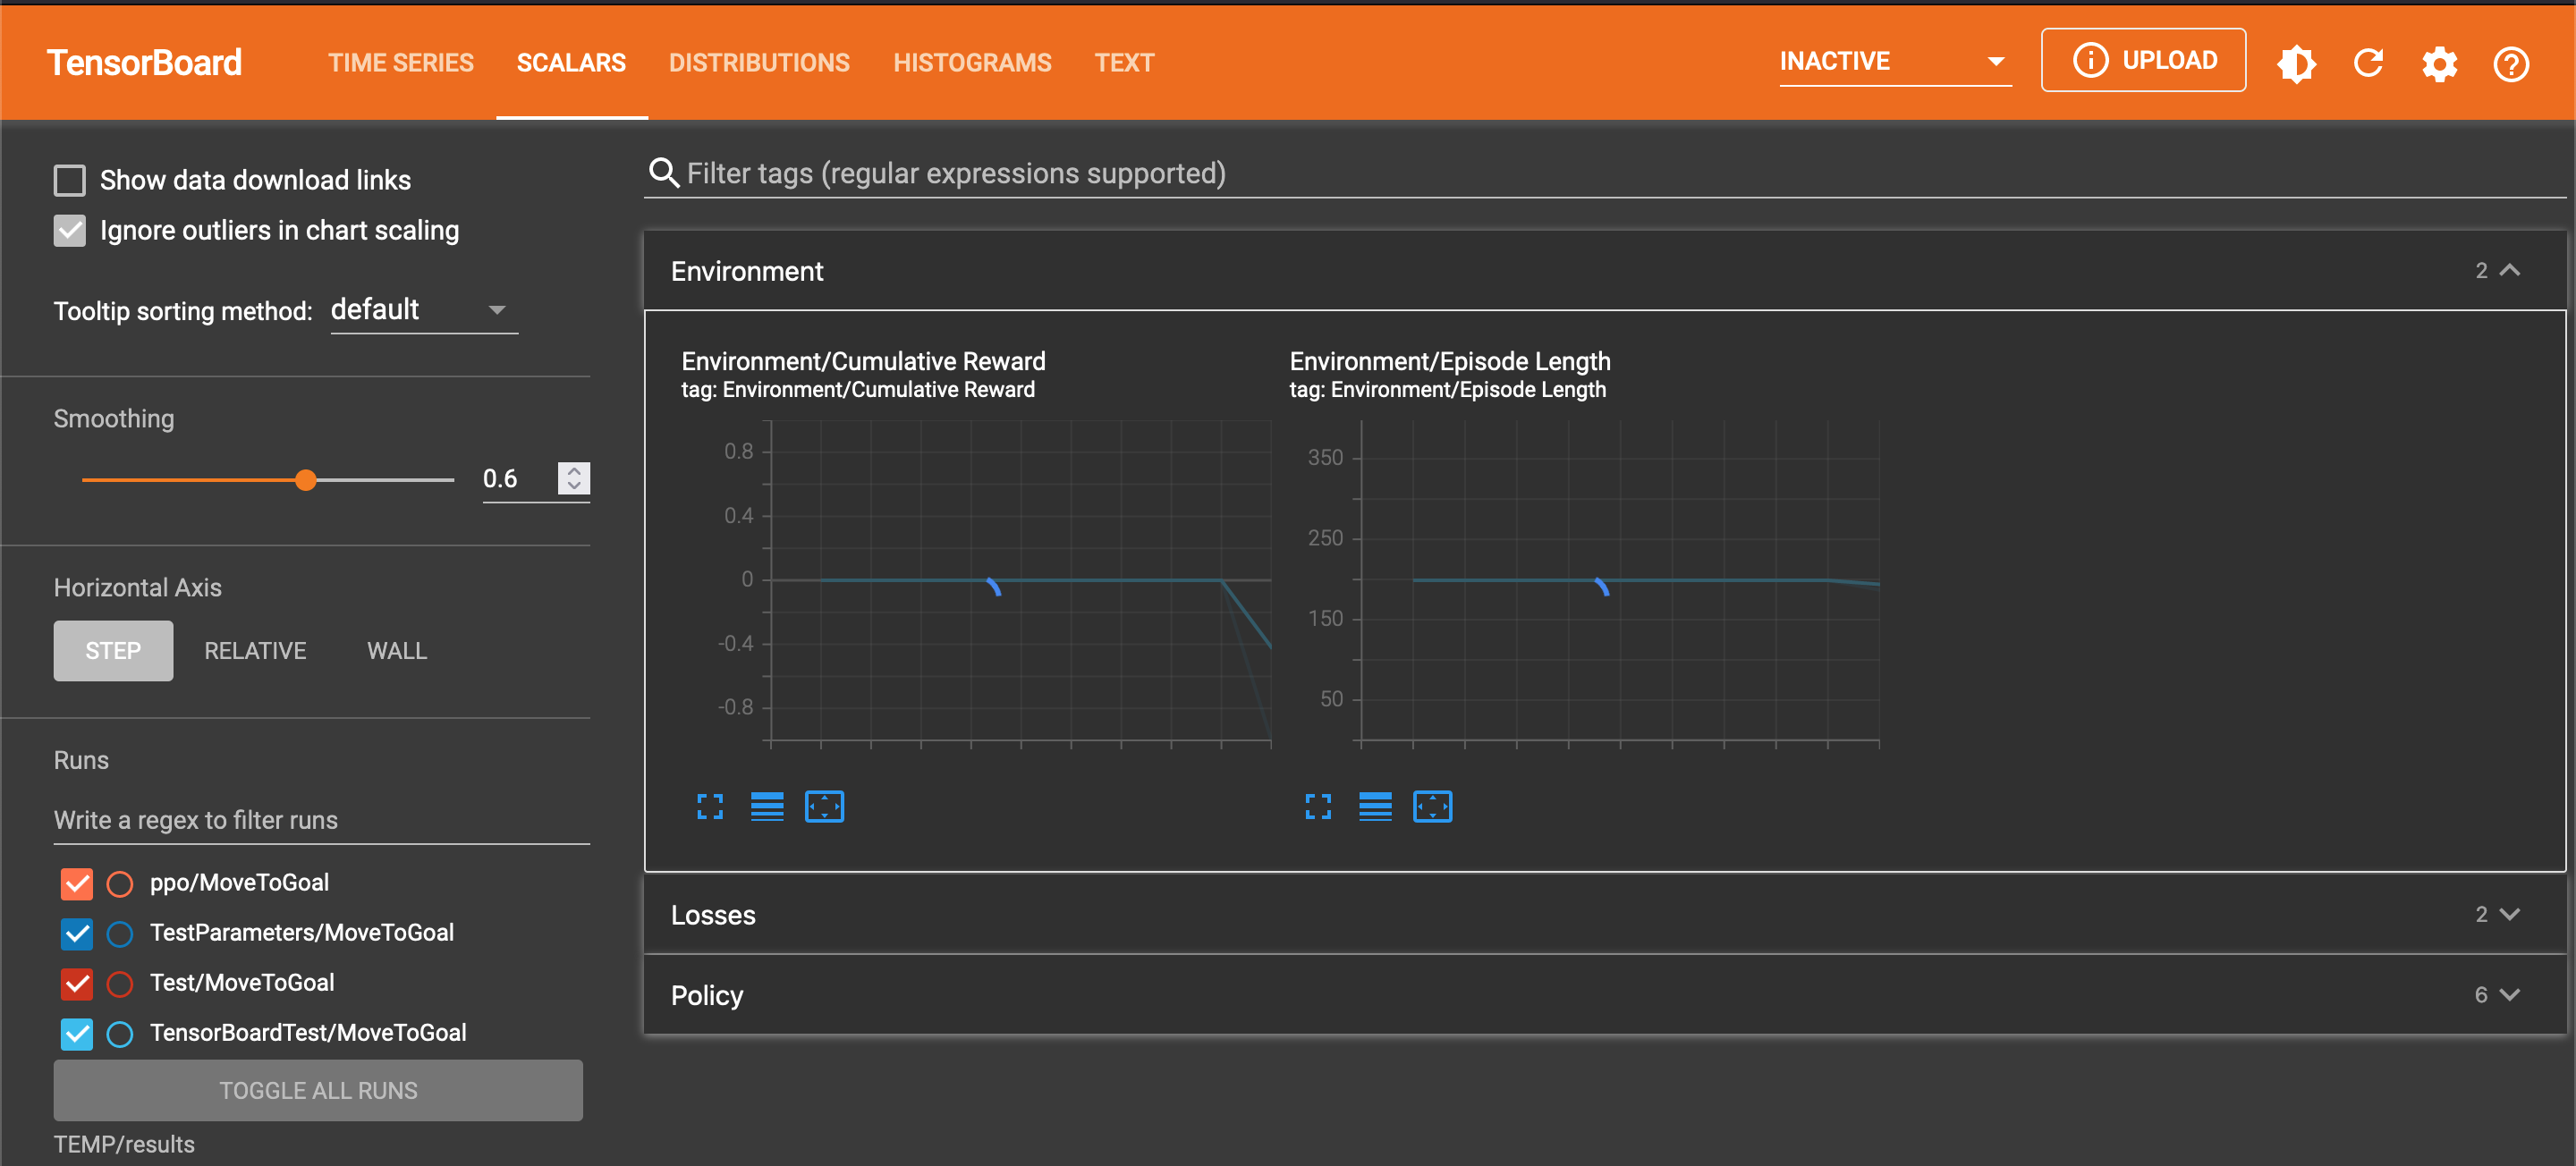 TensorBoard
TIME SERIES
SCALARS
DISTRIBUTIONS
HISTOGRAMS
TEXT
INACTIVE
UPLOAD
Show data download links
Ignore outliers in chart scaling
Tooltip sorting method: default
Smoothing
0.6
Horizontal Axis
STEP
RELATIVE
WALL
Runs
Write a regex to filter runs
ppo/MoveToGoal
TestParameters/MoveToGoal
Test/MoveToGoal
TensorBoardTest/MoveToGoal
TOGGLE ALL RUNS
TEMP/results
Filter tags (regular expressions supported)
Environment
2
Environment/Cumulative Reward
tag: Environment/Cumulative Reward
0.8
0.4
0
-0.4
-0.8
Environment/Episode Length
tag: Environment/Episode Length
350
250
150
50
Losses
2
Policy
6